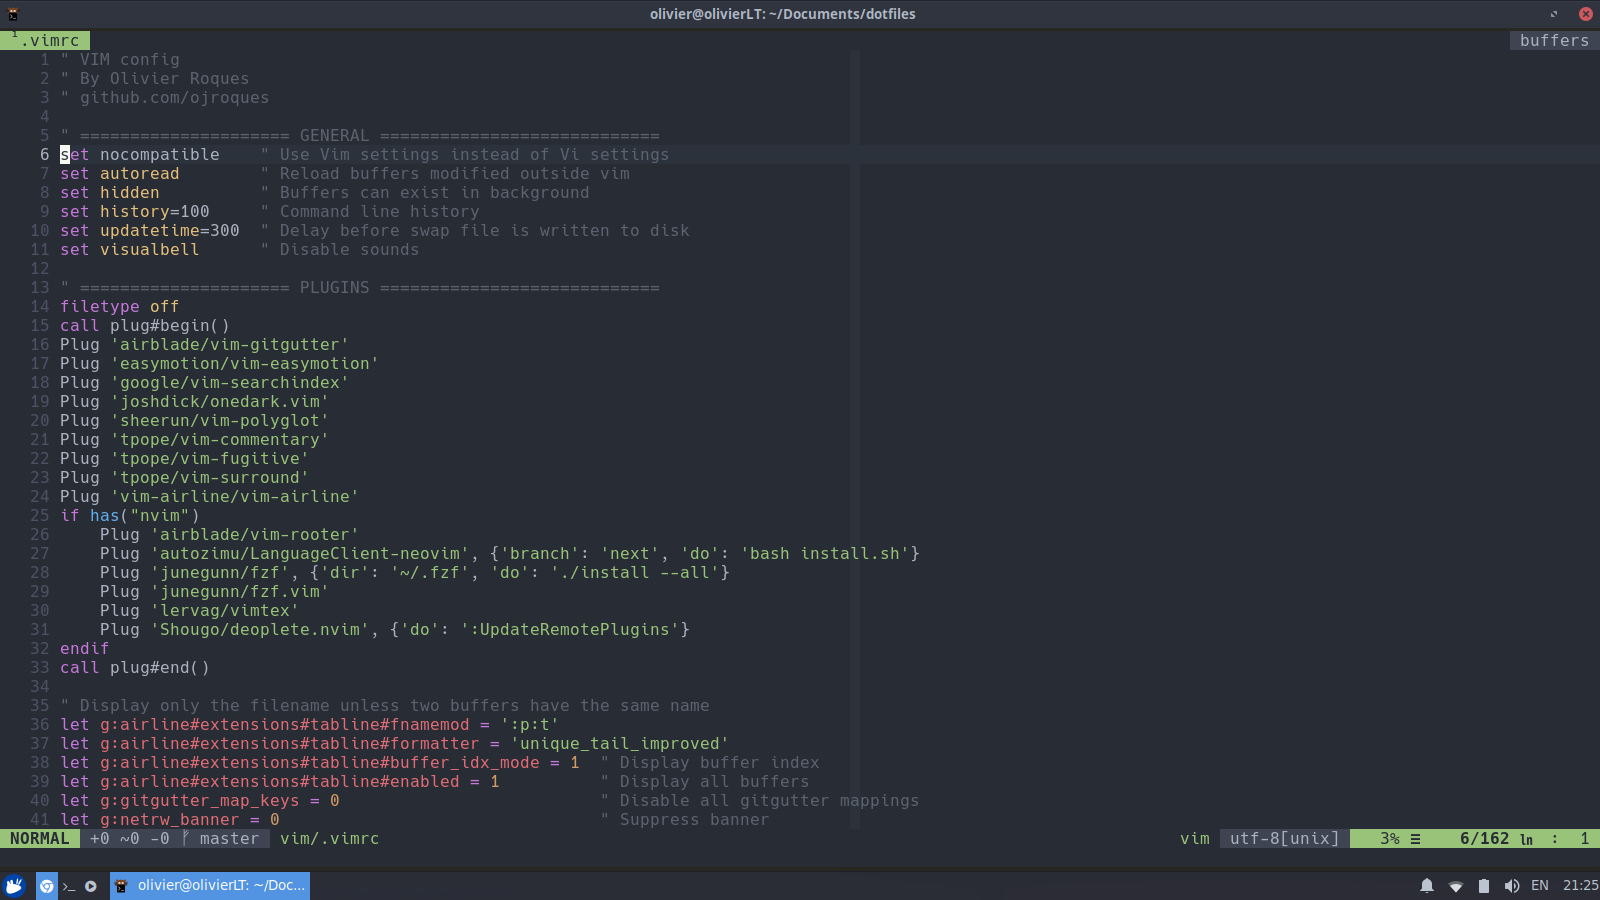 olivier@olivierLT: ~/Documents/dotfiles
1 .vimrc buffers
1 " VIM config
2 " By Olivier Roques
3 " github.com/ojroques
4
5 " ===================== GENERAL ============================
6 set nocompatible    " Use Vim settings instead of Vi settings
7 set autoread        " Reload buffers modified outside vim
8 set hidden          " Buffers can exist in background
9 set history=100     " Command line history
10 set updatetime=300  " Delay before swap file is written to disk
11 set visualbell      " Disable sounds
12
13 " ===================== PLUGINS ============================
14 filetype off
15 call plug#begin()
16 Plug 'airblade/vim-gitgutter'
17 Plug 'easymotion/vim-easymotion'
18 Plug 'google/vim-searchindex'
19 Plug 'joshdick/onedark.vim'
20 Plug 'sheerun/vim-polyglot'
21 Plug 'tpope/vim-commentary'
22 Plug 'tpope/vim-fugitive'
23 Plug 'tpope/vim-surround'
24 Plug 'vim-airline/vim-airline'
25 if has("nvim")
26     Plug 'airblade/vim-rooter'
27     Plug 'autozimu/LanguageClient-neovim', {'branch': 'next', 'do': 'bash install.sh'}
28     Plug 'junegunn/fzf', {'dir': '~/.fzf', 'do': './install --all'}
29     Plug 'junegunn/fzf.vim'
30     Plug 'lervag/vimtex'
31     Plug 'Shougo/deoplete.nvim', {'do': ':UpdateRemotePlugins'}
32 endif
33 call plug#end()
34
35 " Display only the filename unless two buffers have the same name
36 let g:airline#extensions#tabline#fnamemod = ':p:t'
37 let g:airline#extensions#tabline#formatter = 'unique_tail_improved'
38 let g:airline#extensions#tabline#buffer_idx_mode = 1  " Display buffer index
39 let g:airline#extensions#tabline#enabled = 1          " Display all buffers
40 let g:gitgutter_map_keys = 0                          " Disable all gitgutter mappings
41 let g:netrw_banner = 0                                " Suppress banner
NORMAL +0 ~0 -0 ᚠ master vim/.vimrc vim utf-8[unix] 3% ☰ 6/162 ㏑ : 1
olivier@olivierLT: ~/Doc... EN 21:25